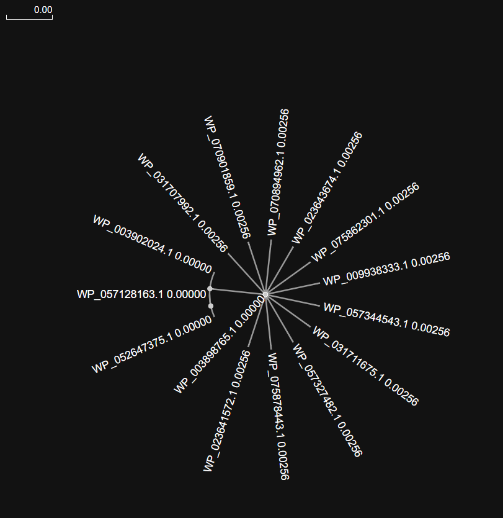 0.00
WP_070894962.1 0.00256
WP_023643674.1 0.00256
WP_075862301.1 0.00256
WP_009938333.1 0.00256
WP_057344543.1 0.00256
WP_031711675.1 0.00256
WP_057327482.1 0.00256
WP_075878443.1 0.00256
WP_023641572.1 0.00256
WP_003898765.1 0.00000
WP_052647375.1 0.00000
WP_057128163.1 0.00000
WP_003902024.1 0.00000
WP_031707992.1 0.00256
WP_070901859.1 0.00256